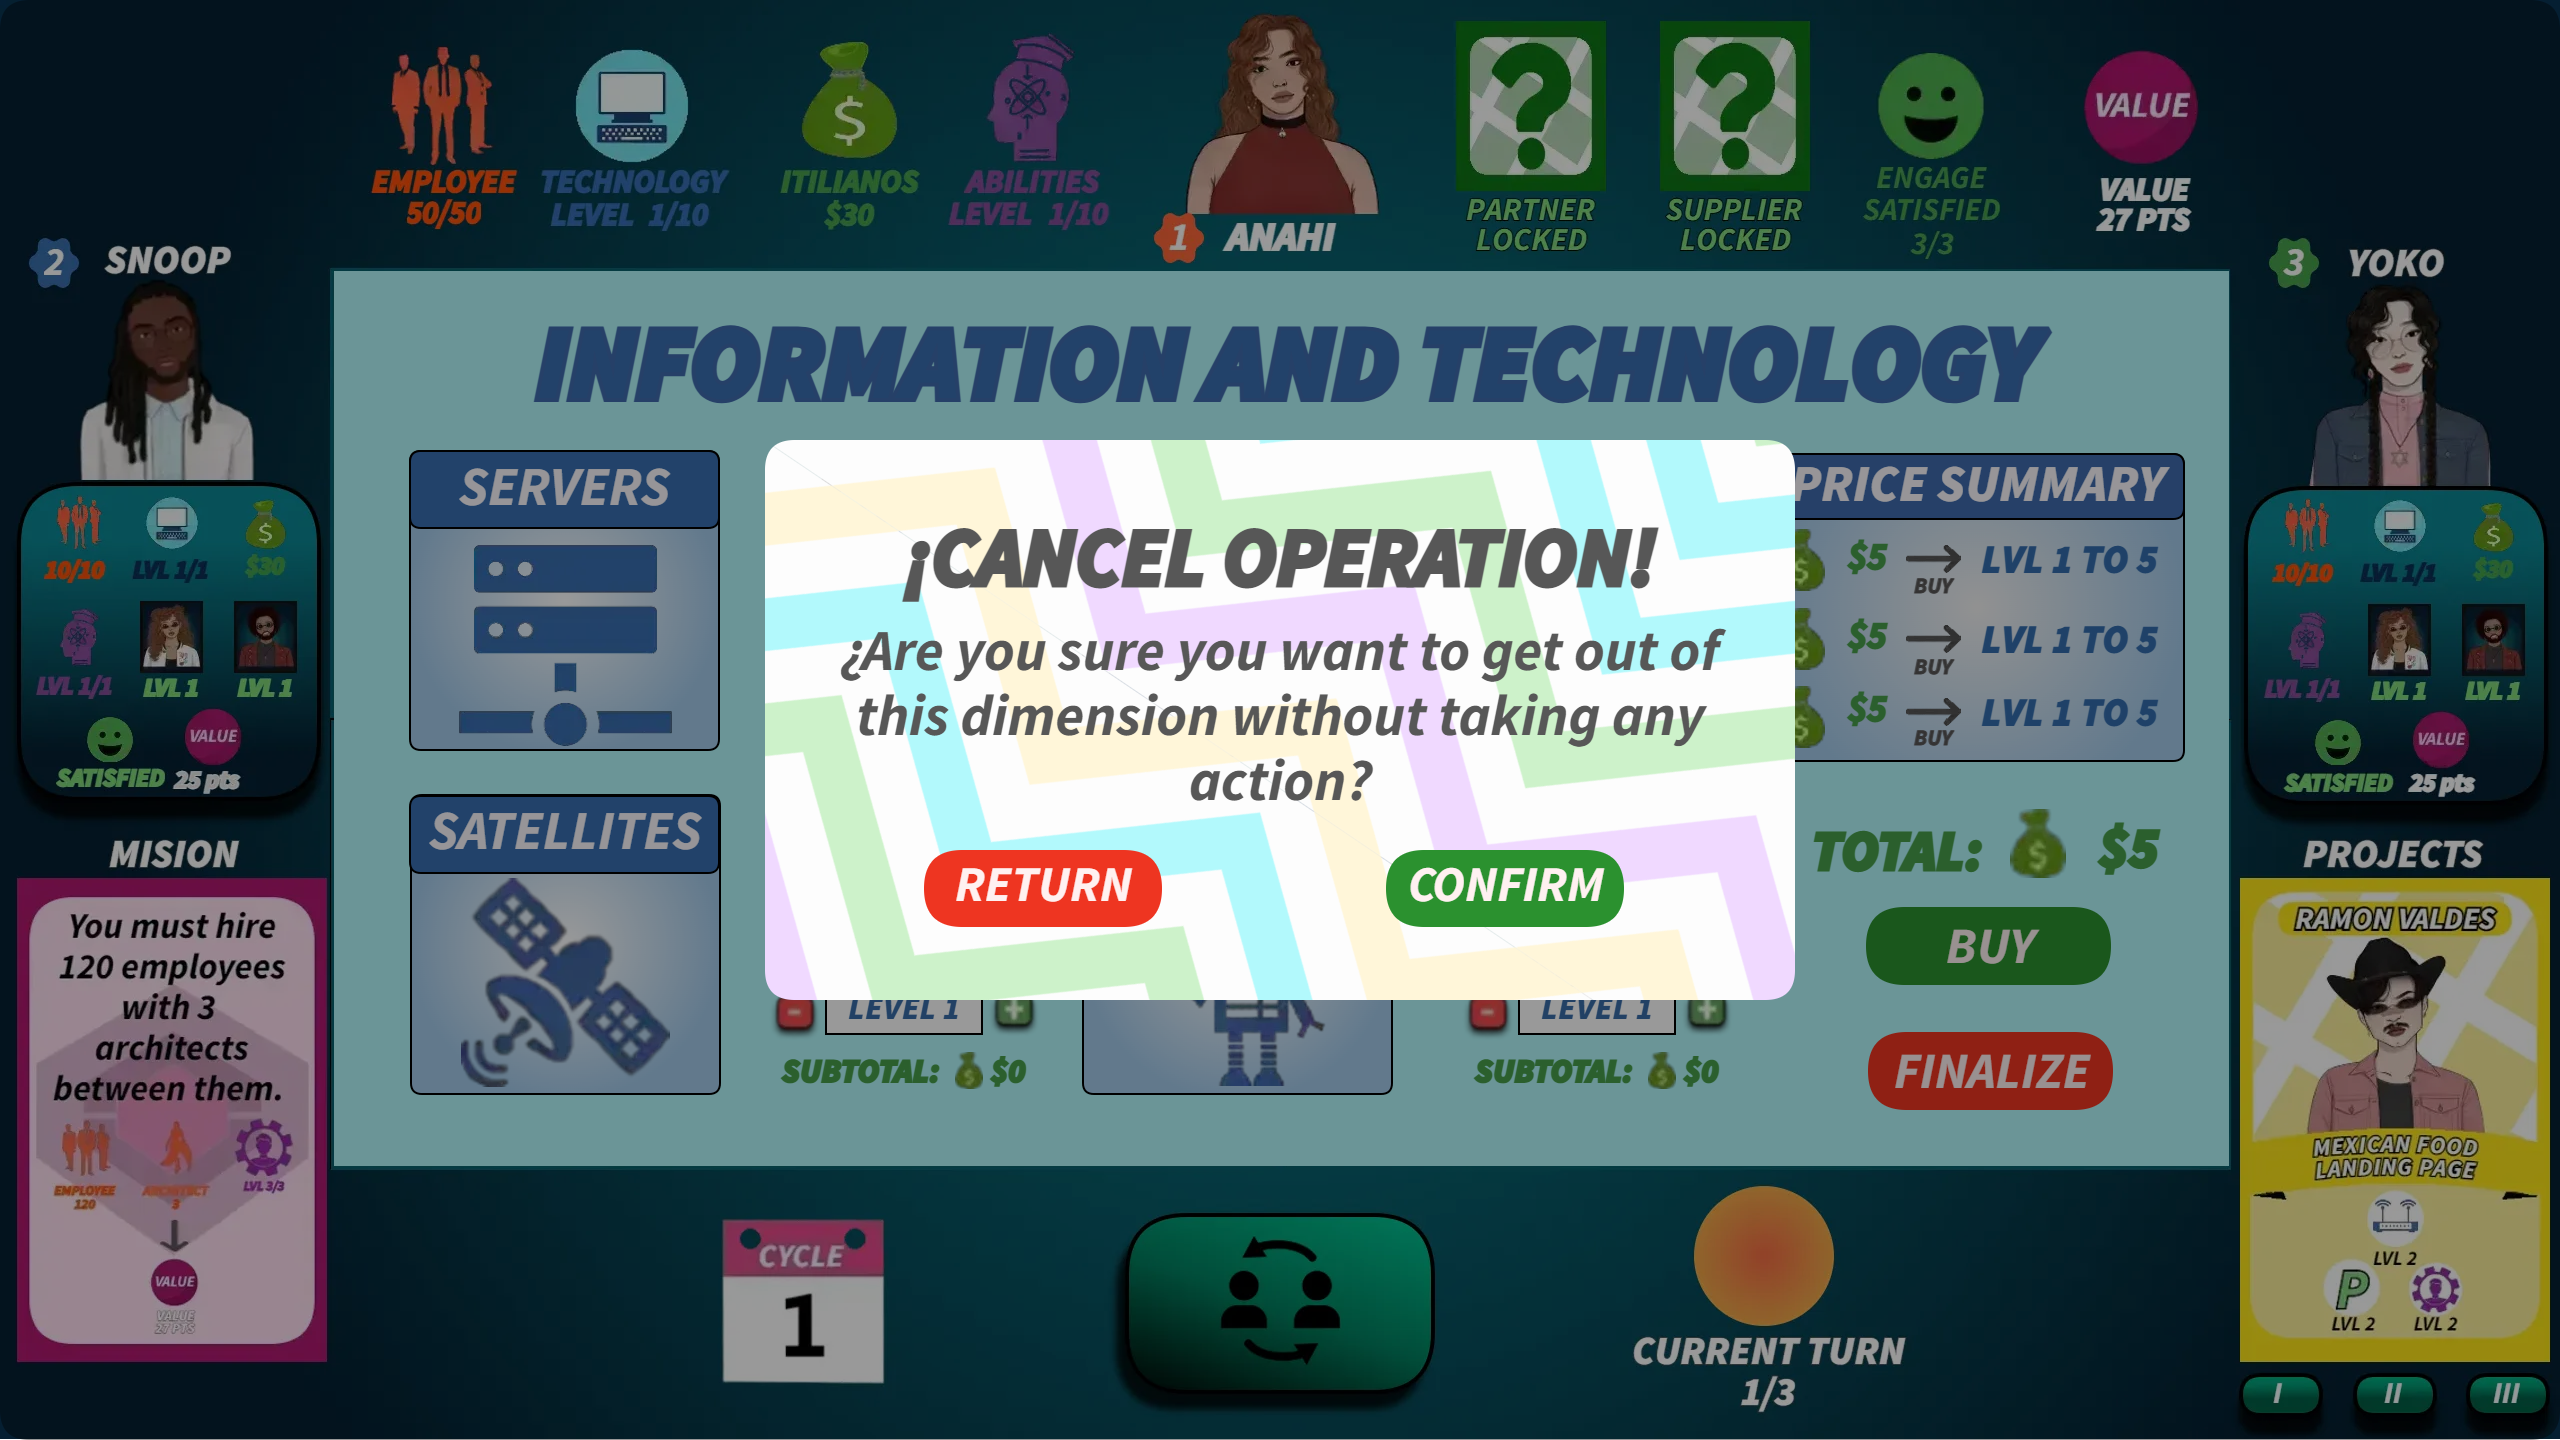 EMPLOYEE
50/50
TECHNOLOGY
LEVEL 1/10
ITILIANOS
$30
ABILITIES
LEVEL 1/10
1 ANAHI
PARTNER
LOCKED
SUPPLIER
LOCKED
ENGAGE
SATISFIED
3/3
VALUE
VALUE
27 PTS
2 SNOOP
10/10 LVL 1/1 $30
LVL 1/1 LVL 1 LVL 1
VALUE
SATISFIED 25 pts
3 YOKO
10/10 LVL 1/1 $30
LVL 1/1 LVL 1 LVL 1
VALUE
SATISFIED 25 pts
INFORMATION AND TECHNOLOGY
SERVERS
SATELLITES
¡CANCEL OPERATION!
¿Are you sure you want to get out of
this dimension without taking any
action?
RETURN
CONFIRM
PRICE SUMMARY
$5 BUY LVL 1 TO 5
$5 BUY LVL 1 TO 5
$5 BUY LVL 1 TO 5
TOTAL: $5
BUY
FINALIZE
- LEVEL 1 +
SUBTOTAL: $0
- LEVEL 1 +
SUBTOTAL: $0
MISION
You must hire
120 employees
with 3
architects
between them.
EMPLOYEE
120
ARCHITECT
3
LVL 3/3
VALUE
VALUE
27 PTS
CYCLE
1
CURRENT TURN
1/3
PROJECTS
RAMON VALDES
MEXICAN FOOD
LANDING PAGE
LVL 2
P
LVL 2 LVL 2
I II III